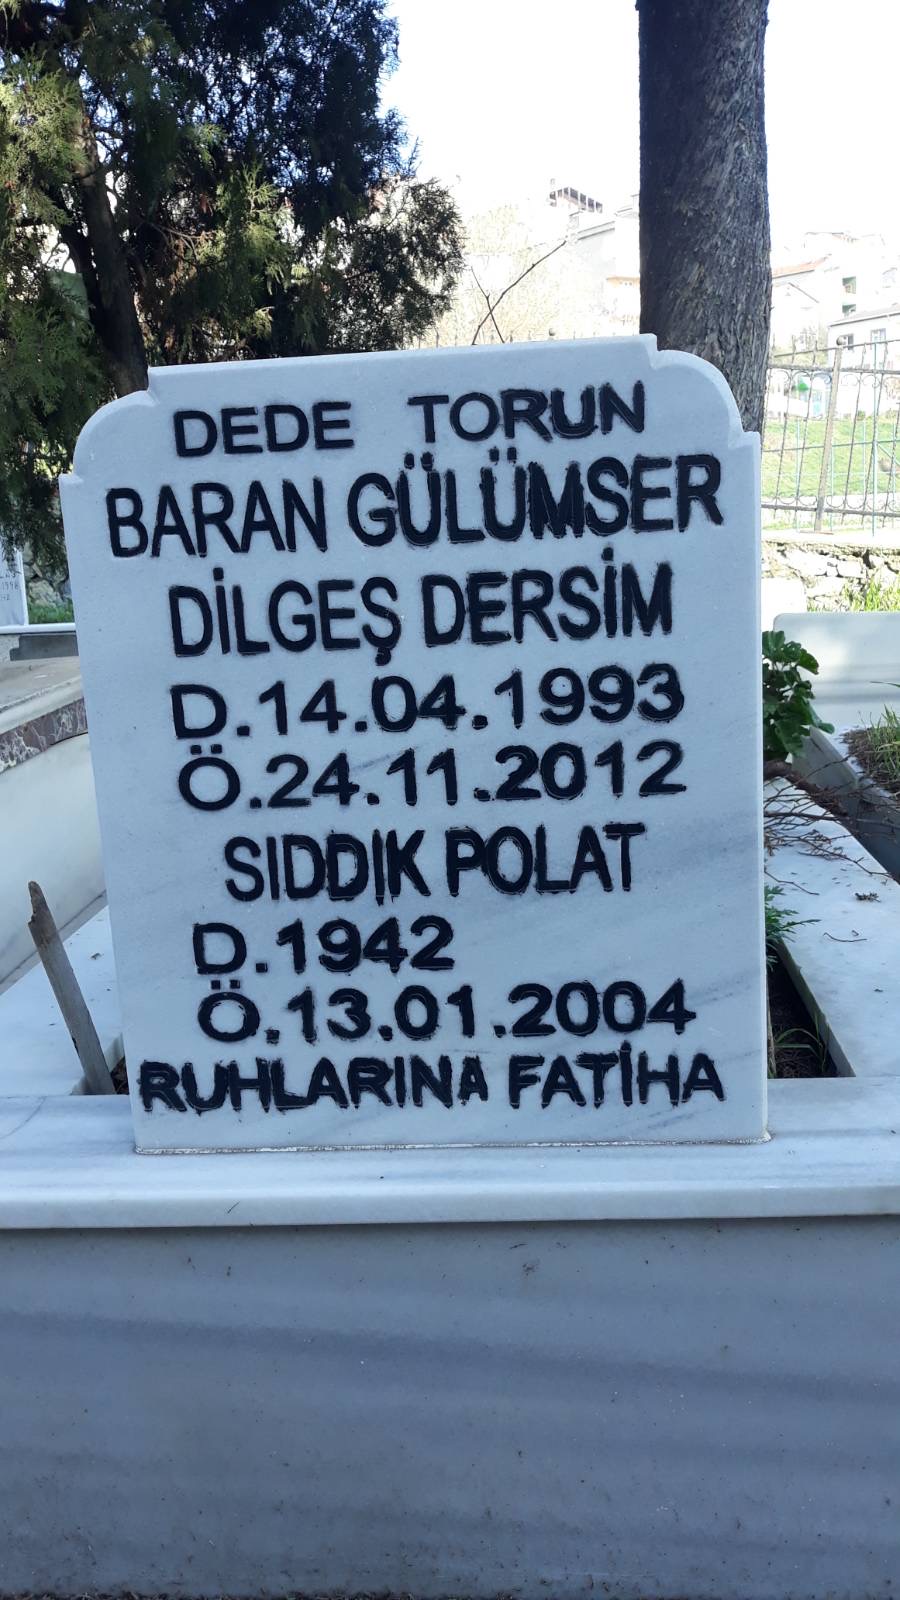 DEDE TORUN
BARAN GÜLÜMSER
DİLGEŞ DERSİM
D.14.04.1993
Ö.24.11.2012
SIDDIK POLAT
D.1942
Ö.13.01.2004
RUHLARINA FATİHA